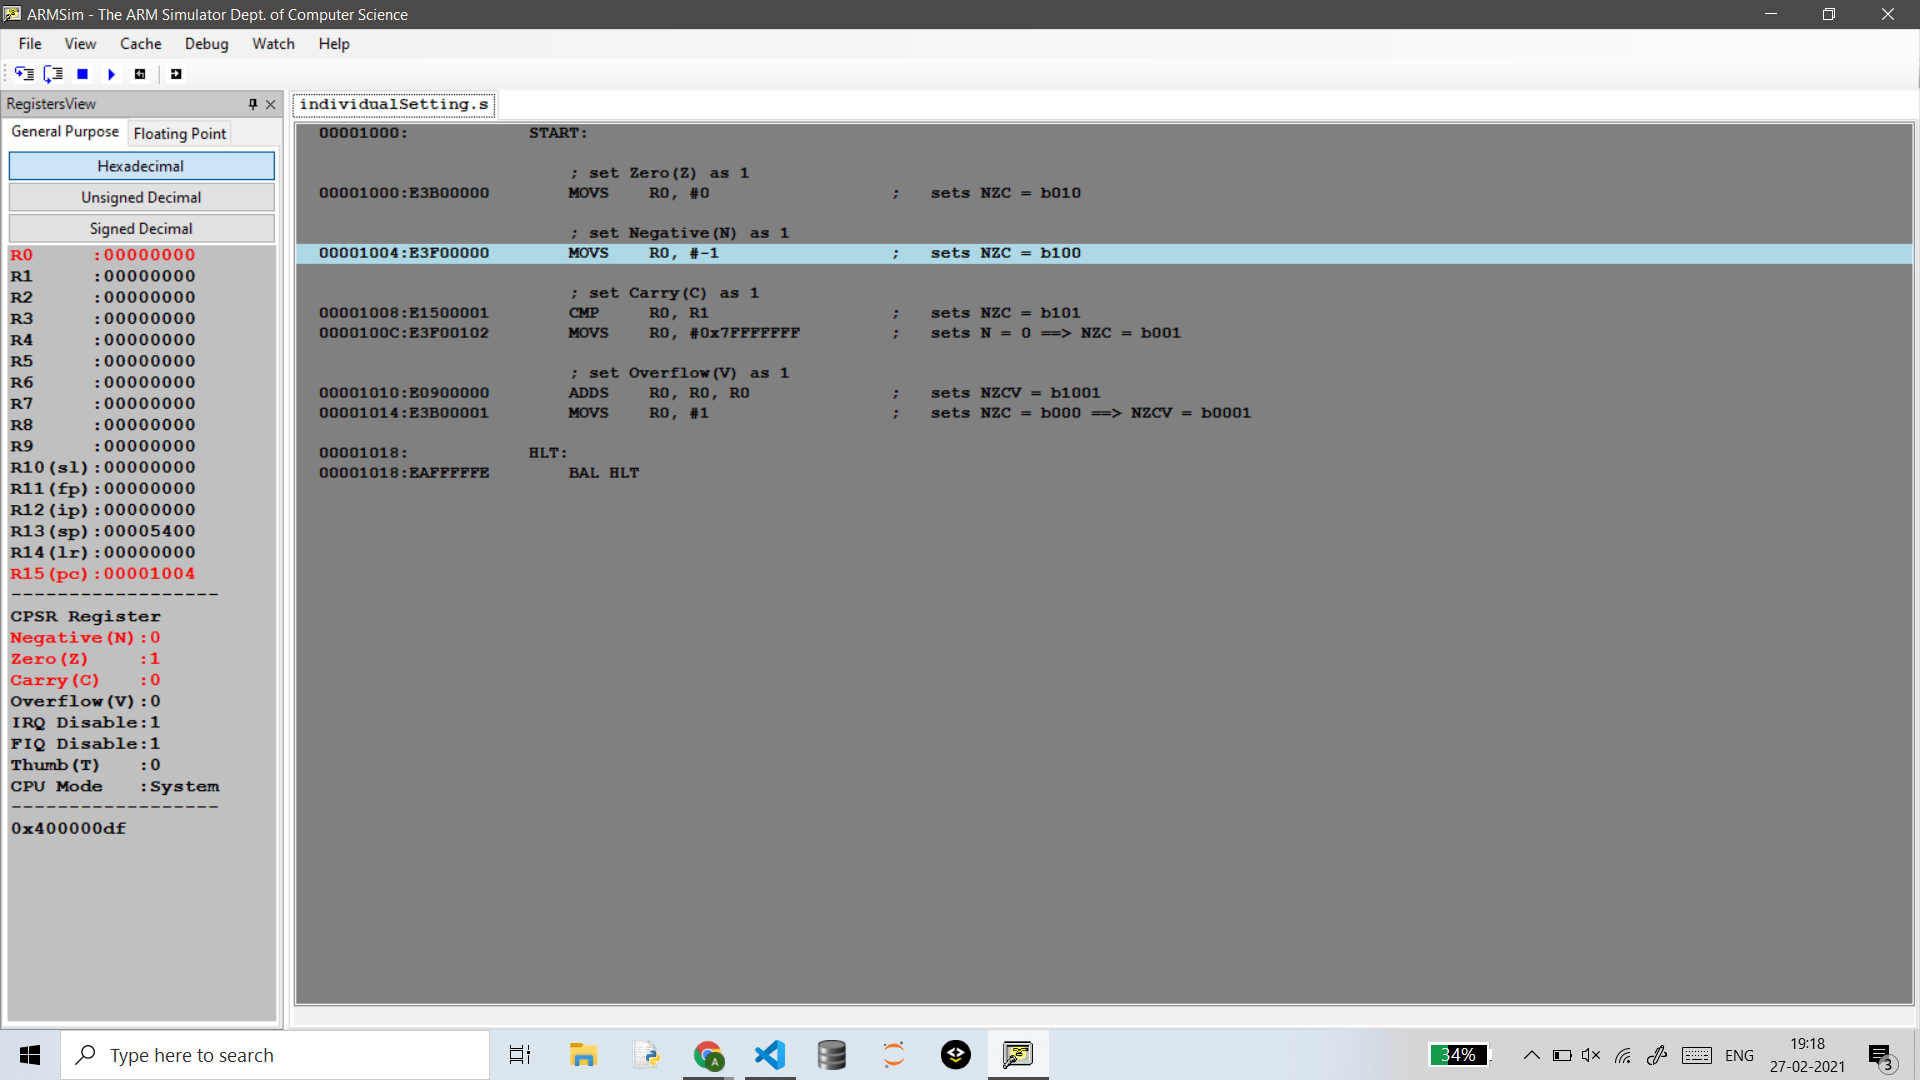 ARMSim - The ARM Simulator Dept. of Computer Science
File View Cache Debug Watch Help
RegistersView
General Purpose Floating Point
Hexadecimal
Unsigned Decimal
Signed Decimal
R0 :00000000
R1 :00000000
R2 :00000000
R3 :00000000
R4 :00000000
R5 :00000000
R6 :00000000
R7 :00000000
R8 :00000000
R9 :00000000
R10(sl):00000000
R11(fp):00000000
R12(ip):00000000
R13(sp):00005400
R14(lr):00000000
R15(pc):00001004
------------------
CPSR Register
Negative(N):0
Zero(Z) :1
Carry(C) :0
Overflow(V):0
IRQ Disable:1
FIQ Disable:1
Thumb(T) :0
CPU Mode :System
------------------
0x400000df
individualSetting.s
00001000: START:
; set Zero(Z) as 1
00001000:E3B00000 MOVS R0, #0 ; sets NZC = b010
; set Negative(N) as 1
00001004:E3F00000 MOVS R0, #-1 ; sets NZC = b100
; set Carry(C) as 1
00001008:E1500001 CMP R0, R1 ; sets NZC = b101
0000100C:E3F00102 MOVS R0, #0x7FFFFFFF ; sets N = 0 ==> NZC = b001
; set Overflow(V) as 1
00001010:E0900000 ADDS R0, R0, R0 ; sets NZCV = b1001
00001014:E3B00001 MOVS R0, #1 ; sets NZC = b000 ==> NZCV = b0001
00001018: HLT:
00001018:EAFFFFFE BAL HLT
Type here to search
A
34%
ENG
19:18
27-02-2021
3